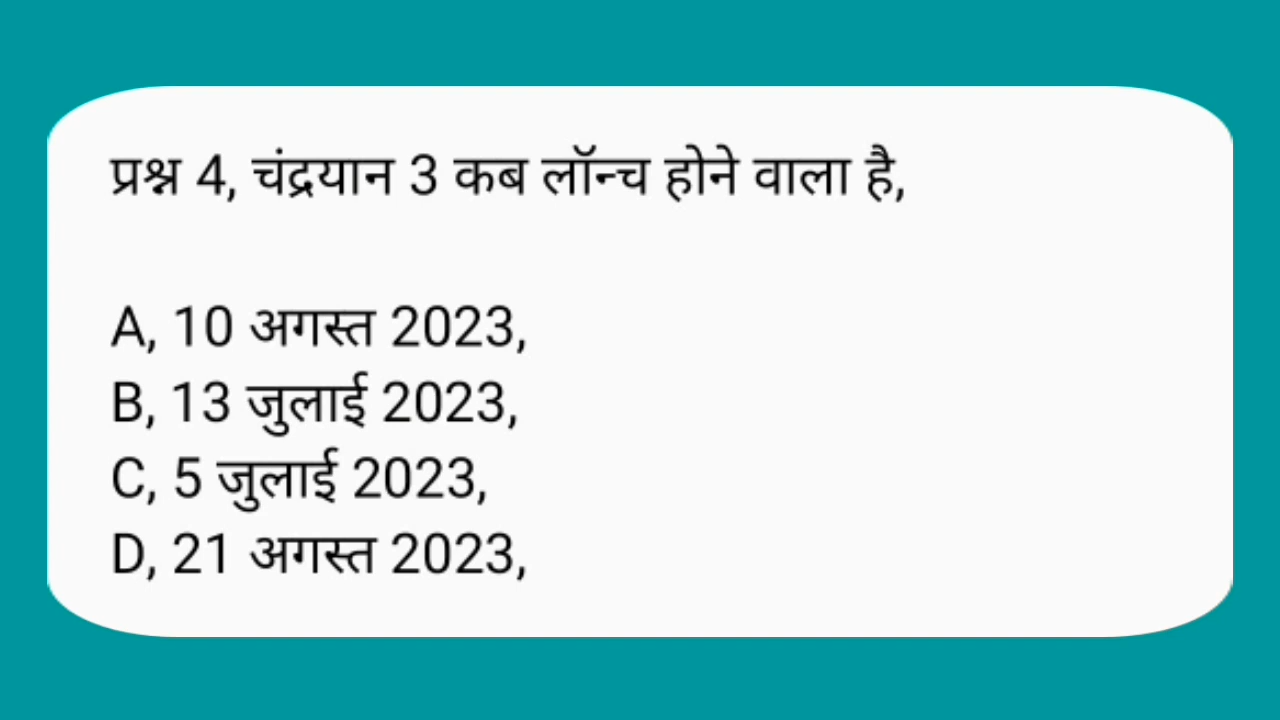 प्रश्न 4, चंद्रयान 3 कब लॉन्च होने वाला है,
A, 10 अगस्त 2023,
B, 13 जुलाई 2023,
C, 5 जुलाई 2023,
D, 21 अगस्त 2023,